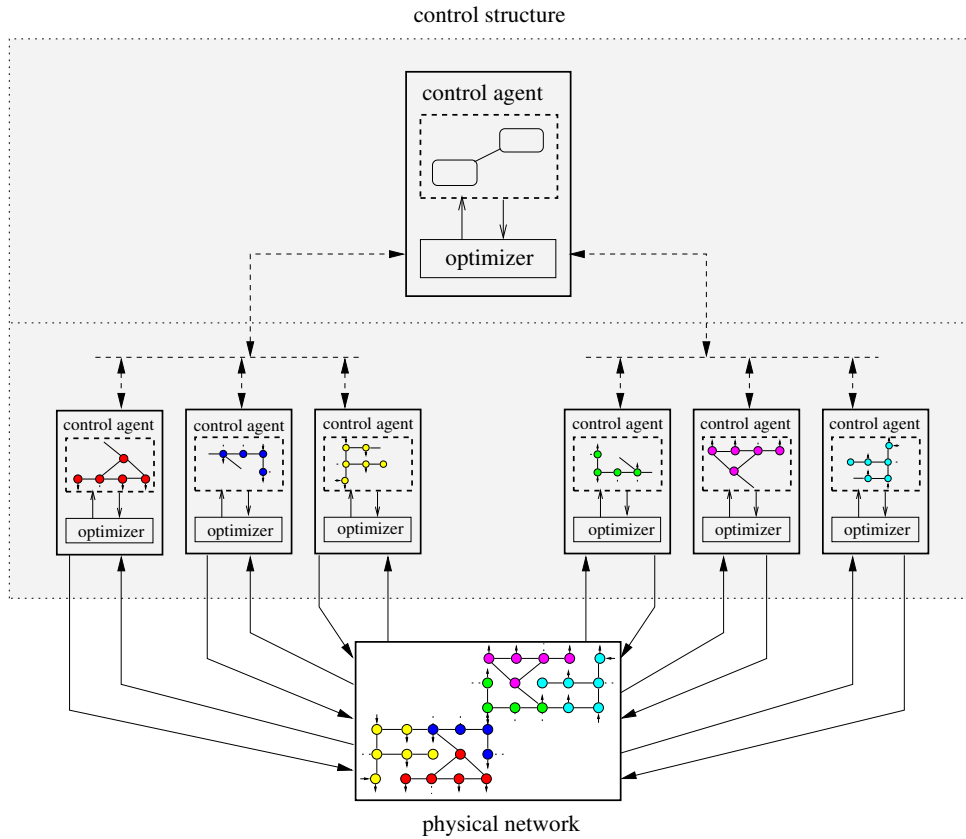 control structure
control agent
optimizer
control agent
control agent
control agent
control agent
control agent
control agent
optimizer
optimizer
optimizer
optimizer
optimizer
optimizer
physical network